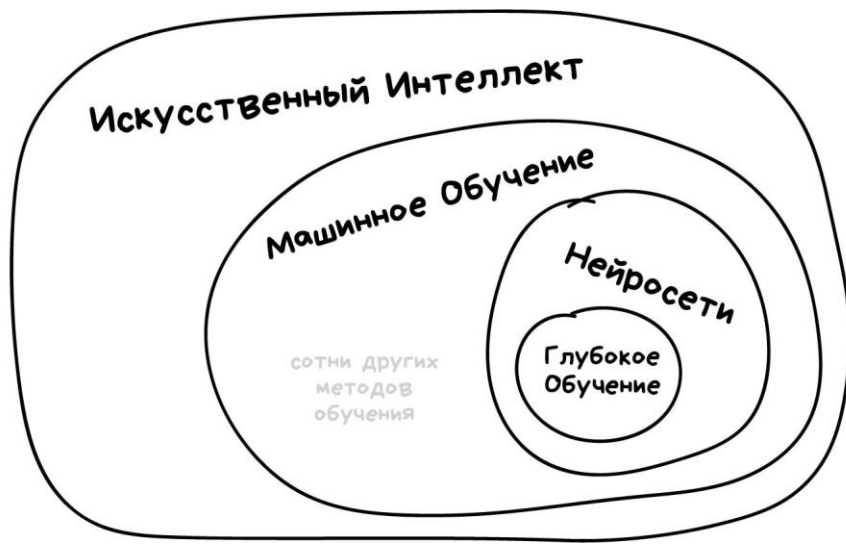 Искусственный Интеллект
Машинное Обучение
Нейросети
Глубокое
Обучение
сотни других
методов
обучения